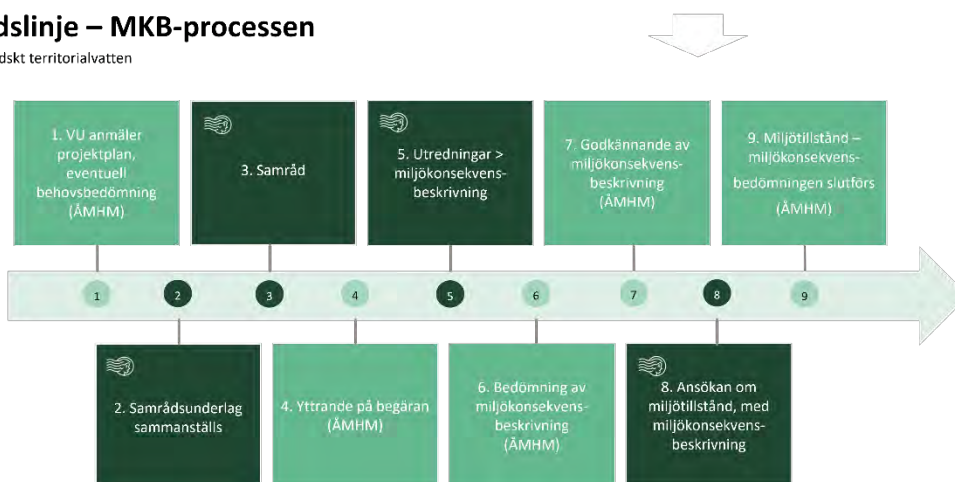 dslinje – MKB-processen
dskt territorialvatten
1. VU anmäler
projektplan,
eventuell
behovsbedömning
(ÅMHM)
3. Samråd
5. Utredningar >
miljökonsekvens-
beskrivning
7. Godkännande av
miljökonsekvens-
beskrivning
(ÅMHM)
9. Miljötillstånd –
miljökonsekvens-
bedömningen slutförs
(ÅMHM)
1
2
3
4
5
6
7
8
9
2. Samrådsunderlag
sammanställs
4. Yttrande på begäran
(ÅMHM)
6. Bedömning av
miljökonsekvens-
beskrivning
(ÅMHM)
8. Ansökan om
miljötillstånd, med
miljökonsekvens-
beskrivning